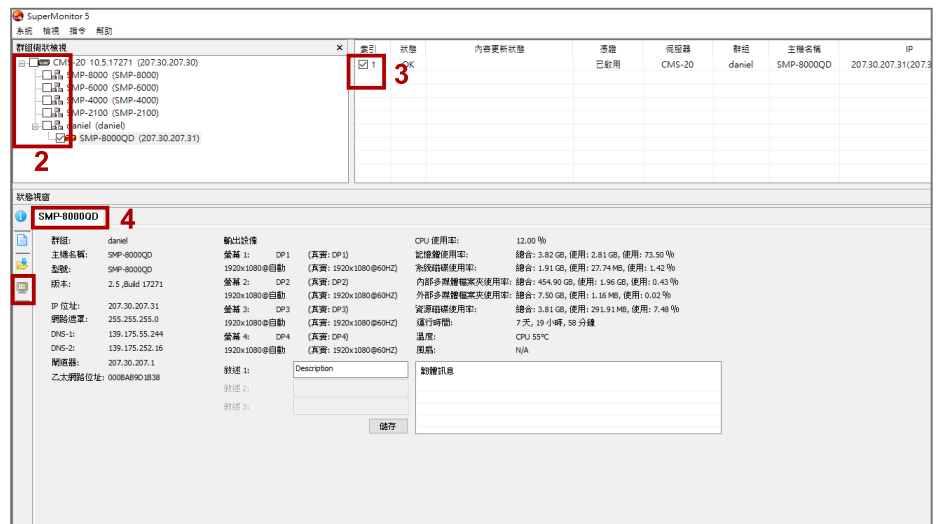 SuperMonitor 5
系統 檢視 指令 幫助
群組樹狀檢視 ×
CMS-20 10.5.17271 (207.30.207.30)
SMP-8000 (SMP-8000)
SMP-6000 (SMP-6000)
SMP-4000 (SMP-4000)
SMP-2100 (SMP-2100)
daniel (daniel)
SMP-8000QD (207.30.207.31)
2
索引 狀態 內容更新狀態 憑證 伺服器 群組 主機名稱 IP
1 OK 已啟用 CMS-20 daniel SMP-8000QD 207.30.207.31(207.3
3
狀態視窗
SMP-8000QD
4
群組: daniel
主機名稱: SMP-8000QD
型號: SMP-8000QD
版本: 2.5 ,Build 17271
IP 位址: 207.30.207.31
網路遮罩: 255.255.255.0
DNS-1: 139.175.55.244
DNS-2: 139.175.252.16
閘道器: 207.30.207.1
乙太網路位址: 000BAB9D1B38
輸出設備
螢幕 1: DP1 (真實: DP1)
1920x1080@自動 (真實: 1920x1080@60HZ)
螢幕 2: DP2 (真實: DP2)
1920x1080@自動 (真實: 1920x1080@60HZ)
螢幕 3: DP3 (真實: DP3)
1920x1080@自動 (真實: 1920x1080@60HZ)
螢幕 4: DP4 (真實: DP4)
1920x1080@自動 (真實: 1920x1080@60HZ)
敘述 1: Description
敘述 2:
敘述 3:
儲存
CPU 使用率: 12.00 %
記憶體使用率: 總合: 3.82 GB, 使用: 2.81 GB, 使用: 73.50 %
系統磁碟使用率: 總合: 1.91 GB, 使用: 27.74 MB, 使用: 1.42 %
內部多媒體檔案夾使用率: 總合: 454.90 GB, 使用: 1.96 GB, 使用: 0.43 %
外部多媒體檔案夾使用率: 總合: 7.50 GB, 使用: 1.16 MB, 使用: 0.02 %
資源磁碟使用率: 總合: 3.81 GB, 使用: 291.91 MB, 使用: 7.48 %
運行時間: 7 天, 19 小時, 58 分鐘
溫度: CPU 55°C
風扇: N/A
韌體訊息